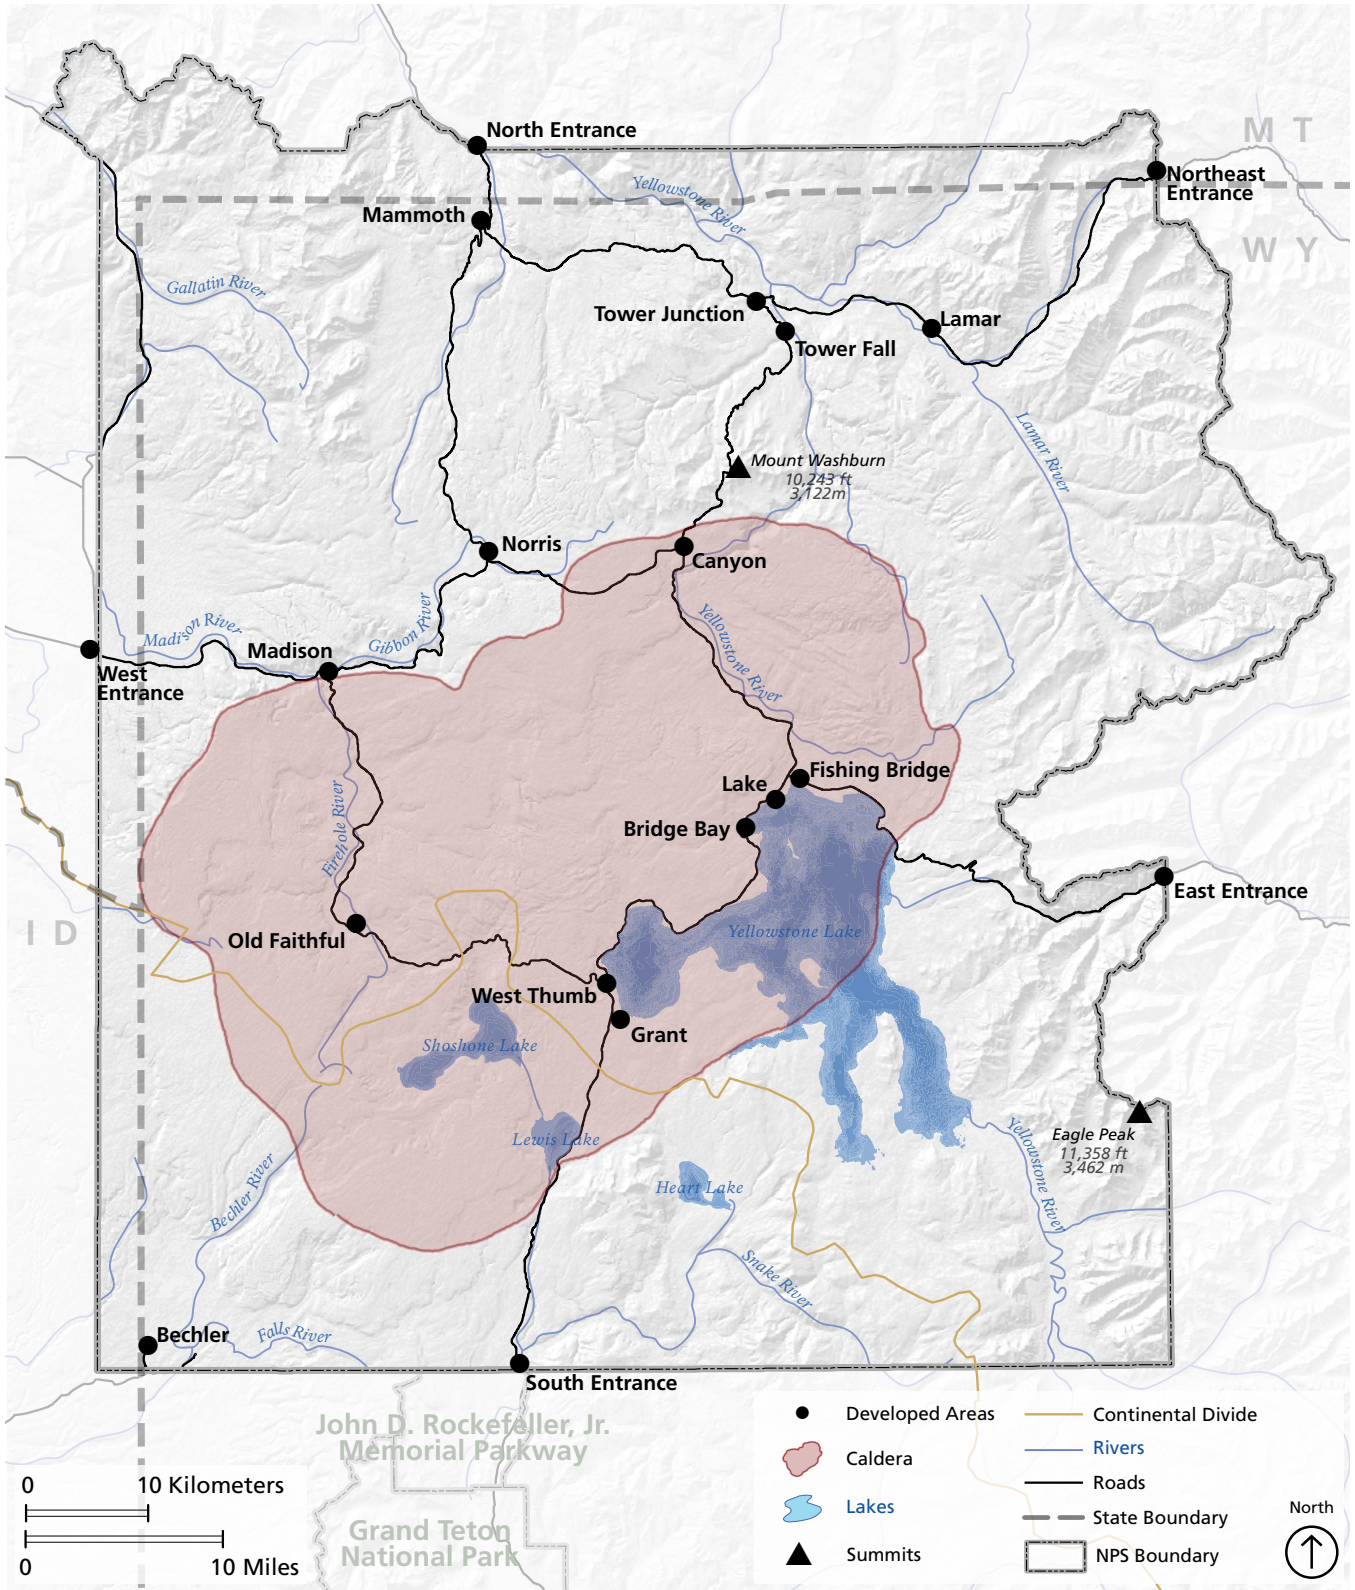 North Entrance
M T
Northeast
Entrance
Yellowstone River
Mammoth
W Y
Gallatin River
Tower Junction
Lamar
Tower Fall
Lamar River
Mount Washburn
10,243 ft
3,122m
Norris
Canyon
Madison River
Gibbon River
Yellowstone River
Madison
West
Entrance
Fishing Bridge
Lake
Firehole River
Bridge Bay
East Entrance
I D
Old Faithful
Yellowstone Lake
West Thumb
Grant
Shoshone Lake
Lewis Lake
Eagle Peak
11,358 ft
3,462 m
Yellowstone River
Heart Lake
Bechler River
Snake River
Bechler
Falls River
South Entrance
John D. Rockefeller, Jr.
Memorial Parkway
Grand Teton
National Park
0 10 Kilometers
0 10 Miles
Developed Areas
Caldera
Lakes
Summits
Continental Divide
Rivers
Roads
State Boundary
NPS Boundary
North